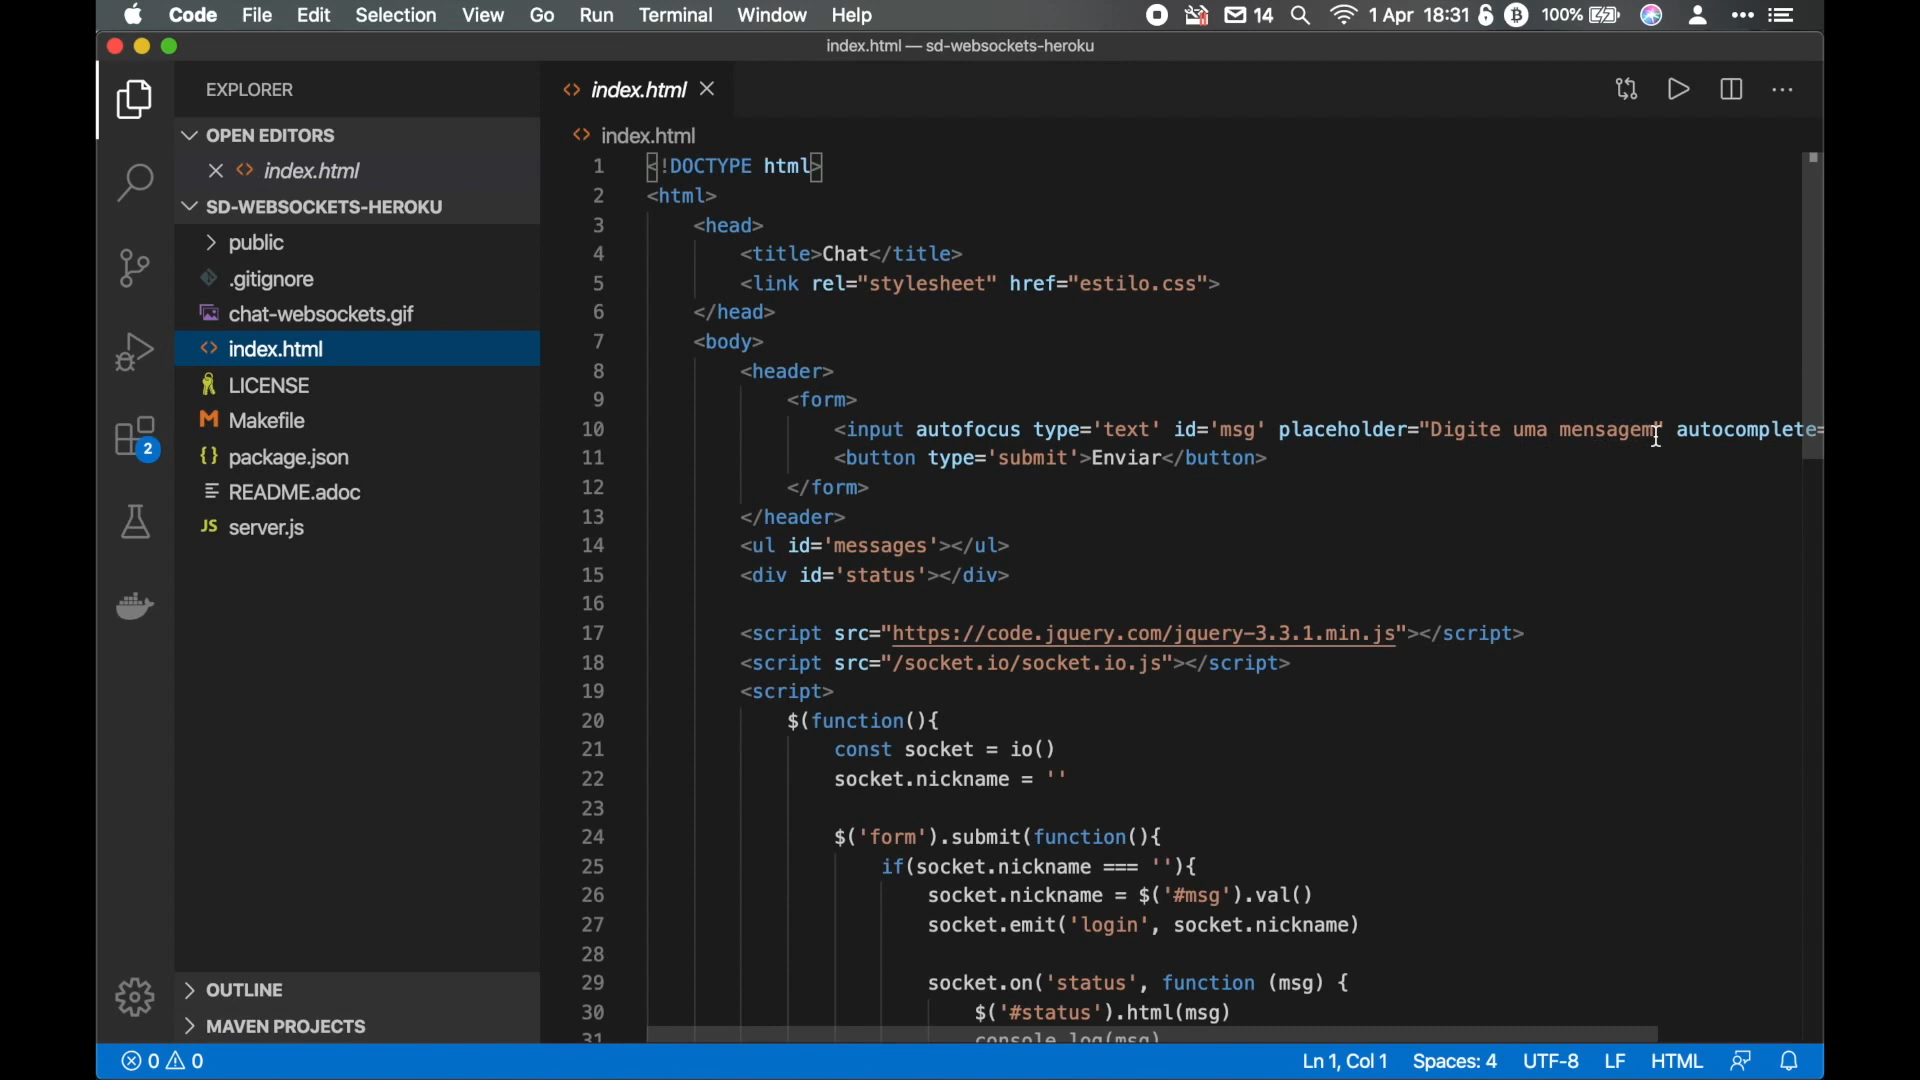 Code File Edit Selection View Go Run Terminal Window Help 14 1 Apr 18:31 100%
index.html — sd-websockets-heroku
EXPLORER
OPEN EDITORS
index.html
SD-WEBSOCKETS-HEROKU
public
.gitignore
chat-websockets.gif
index.html
LICENSE
Makefile
package.json
README.adoc
JS server.js
2
OUTLINE
MAVEN PROJECTS
index.html
index.html
1 <!DOCTYPE html>
2 <html>
3 <head>
4 <title>Chat</title>
5 <link rel="stylesheet" href="estilo.css">
6 </head>
7 <body>
8 <header>
9 <form>
10 <input autofocus type='text' id='msg' placeholder="Digite uma mensagem" autocomplete=
11 <button type='submit'>Enviar</button>
12 </form>
13 </header>
14 <ul id='messages'></ul>
15 <div id='status'></div>
16
17 <script src="https://code.jquery.com/jquery-3.3.1.min.js"></script>
18 <script src="/socket.io/socket.io.js"></script>
19 <script>
20 $(function(){
21 const socket = io()
22 socket.nickname = ''
23
24 $('form').submit(function(){
25 if(socket.nickname === ''){
26 socket.nickname = $('#msg').val()
27 socket.emit('login', socket.nickname)
28
29 socket.on('status', function (msg) {
30 $('#status').html(msg)
31 console.log(msg)
0 0 Ln 1, Col 1 Spaces: 4 UTF-8 LF HTML